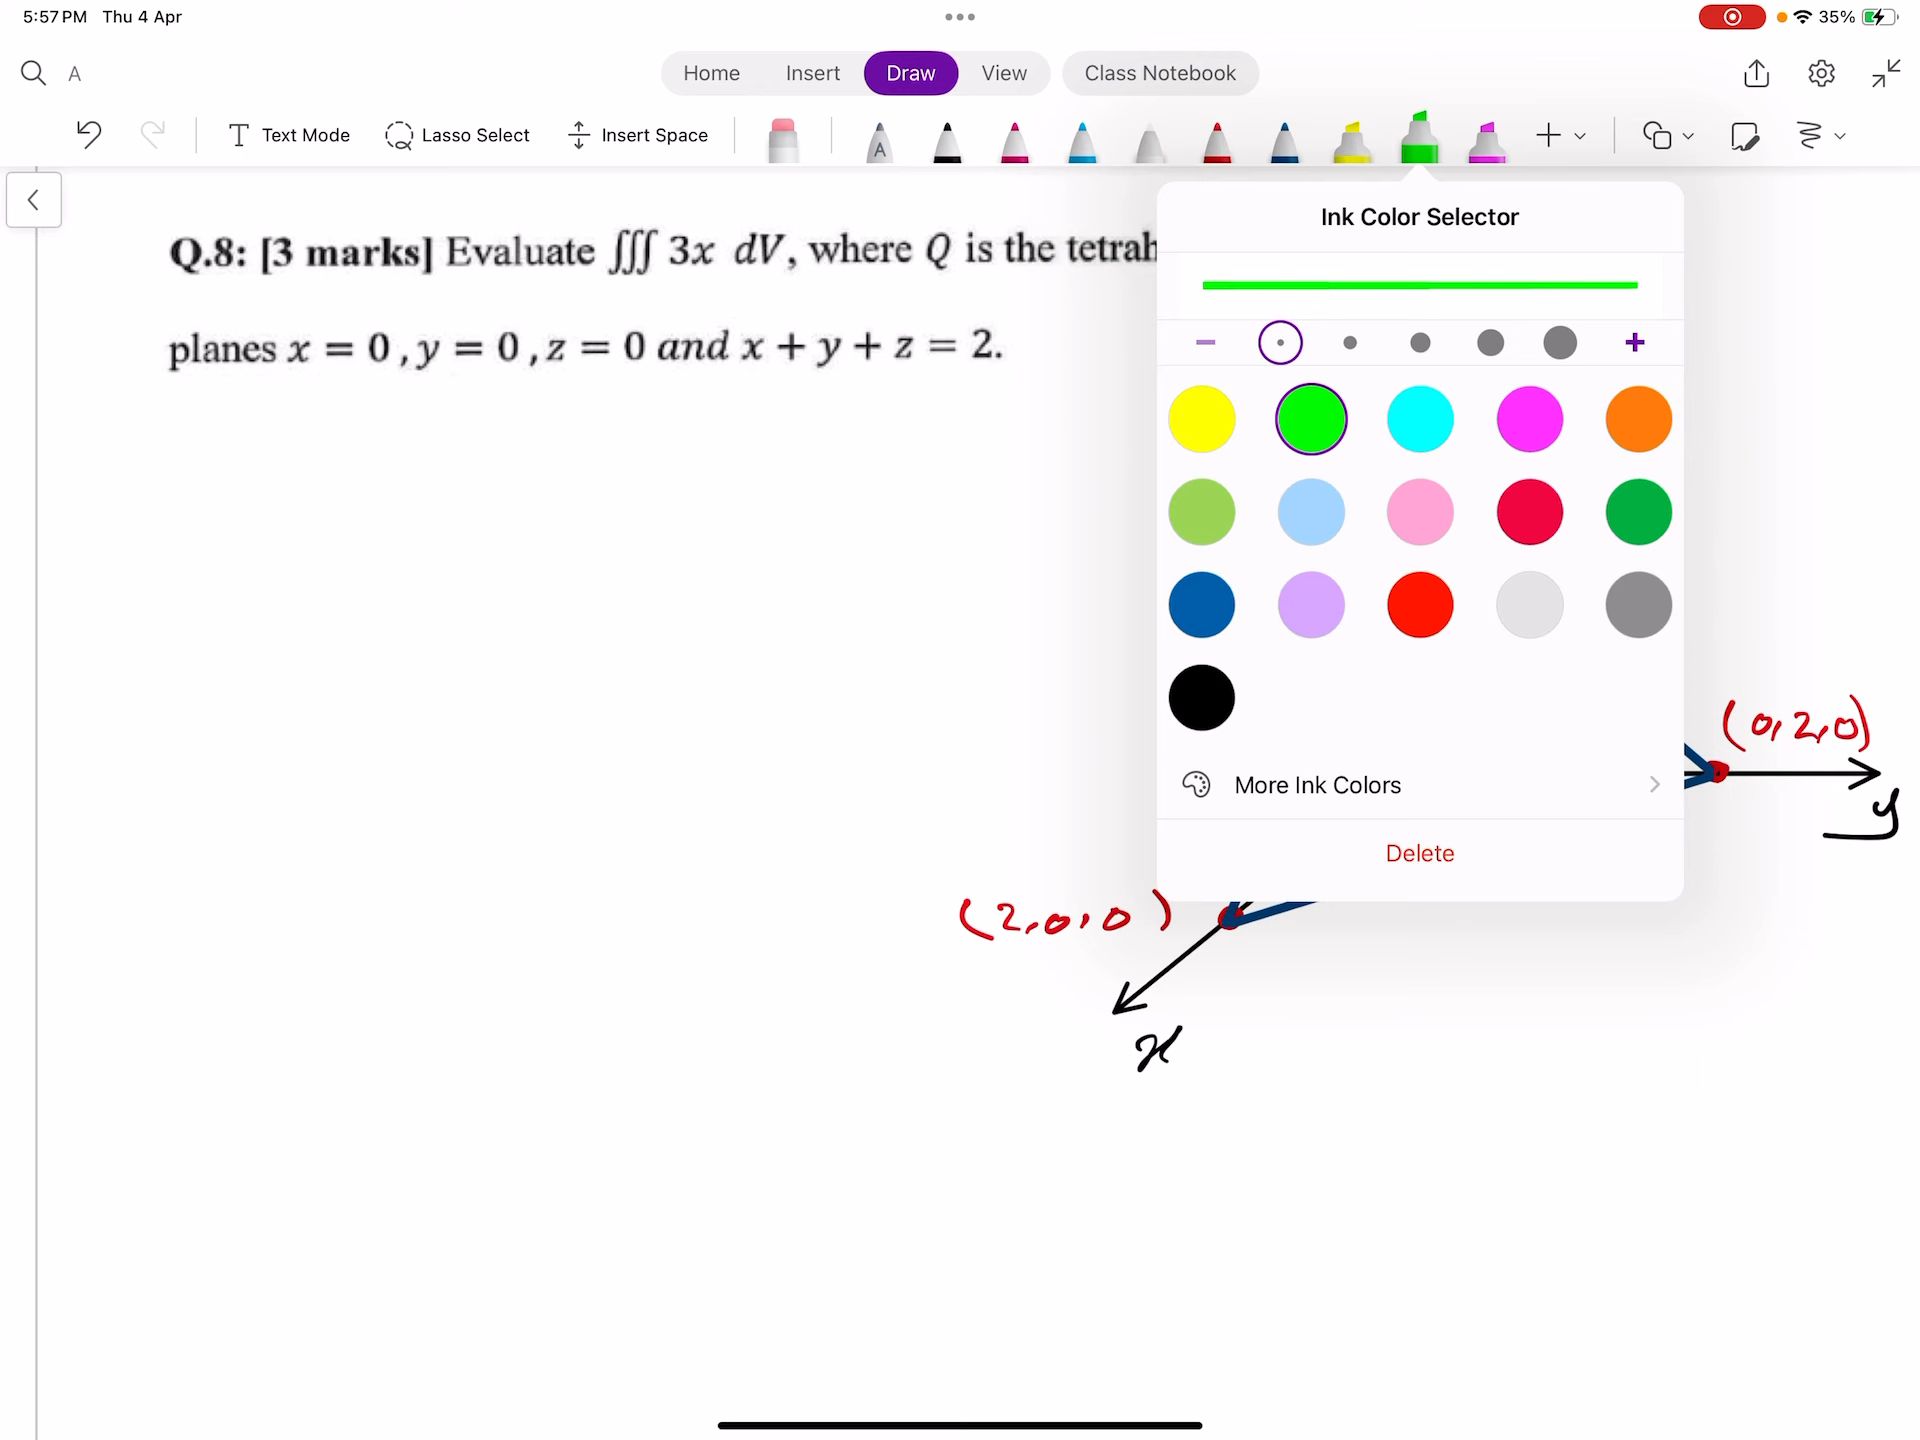 5:57 PM Thu 4 Apr
35%
A
Home Insert Draw View Class Notebook
Text Mode Lasso Select Insert Space
A
Ink Color Selector
Q.8: [3 marks] Evaluate ∭ 3x dV, where Q is the tetrah
planes x = 0, y = 0, z = 0 and x + y + z = 2.
More Ink Colors
Delete
(0,2,0)
y
(2,0,0)
x